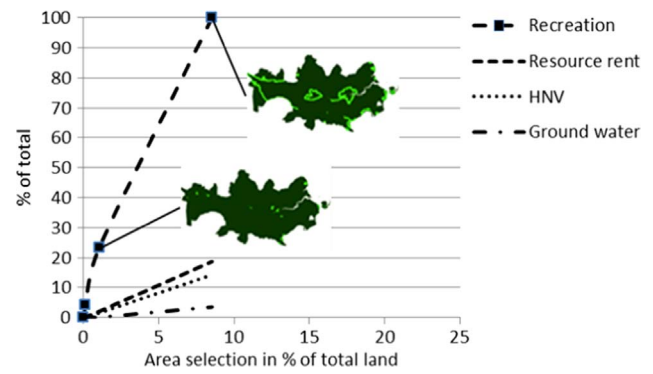 100
90
80
70
60
50
40
30
20
10
0
% of total
0 5 10 15 20 25
Area selection in % of total land
Recreation
Resource rent
HNV
Ground water